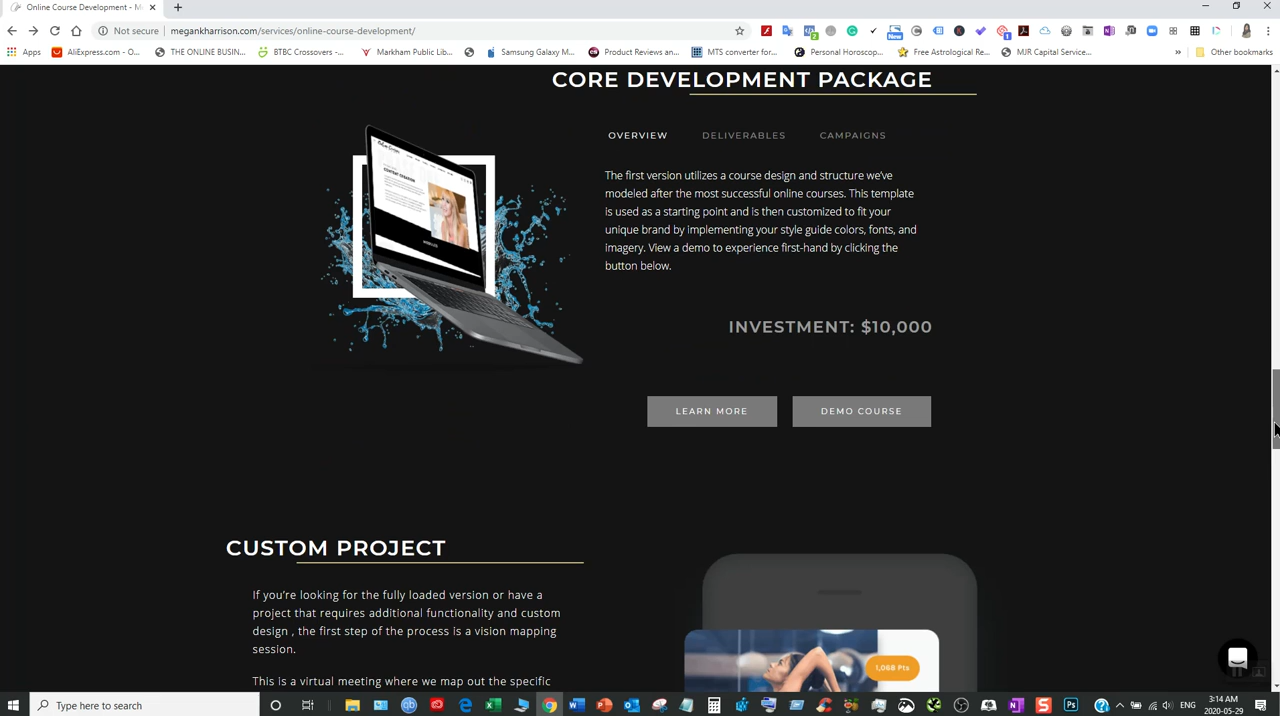 Online Course Development - M
Not secure
megankharrison.com/services/online-course-development/
New
2
1
Apps
AliExpress.com - O...
THE ONLINE BUSIN...
BTBC Crossovers -...
Markham Public Lib...
Samsung Galaxy M...
Product Reviews an...
MTS converter for...
Personal Horoscop...
Free Astrological Re...
MJR Capital Service...
»
Other bookmarks
CORE DEVELOPMENT PACKAGE
OVERVIEW
DELIVERABLES
CAMPAIGNS
The first version utilizes a course design and structure we've
modeled after the most successful online courses. This template
is used as a starting point and is then customized to fit your
unique brand by implementing your style guide colors, fonts, and
imagery. View a demo to experience first-hand by clicking the
button below.
INVESTMENT: $10,000
LEARN MORE
DEMO COURSE
CUSTOM PROJECT
If you're looking for the fully loaded version or have a
project that requires additional functionality and custom
design , the first step of the process is a vision mapping
session.
This is a virtual meeting where we map out the specific
1,068 Pts
Type here to search
ENG
3:14 AM
2020-05-29